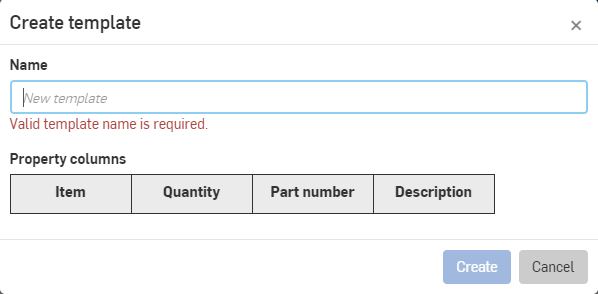 Create template
×
Name
New template
Valid template name is required.
Property columns
Item Quantity Part number Description
Create Cancel